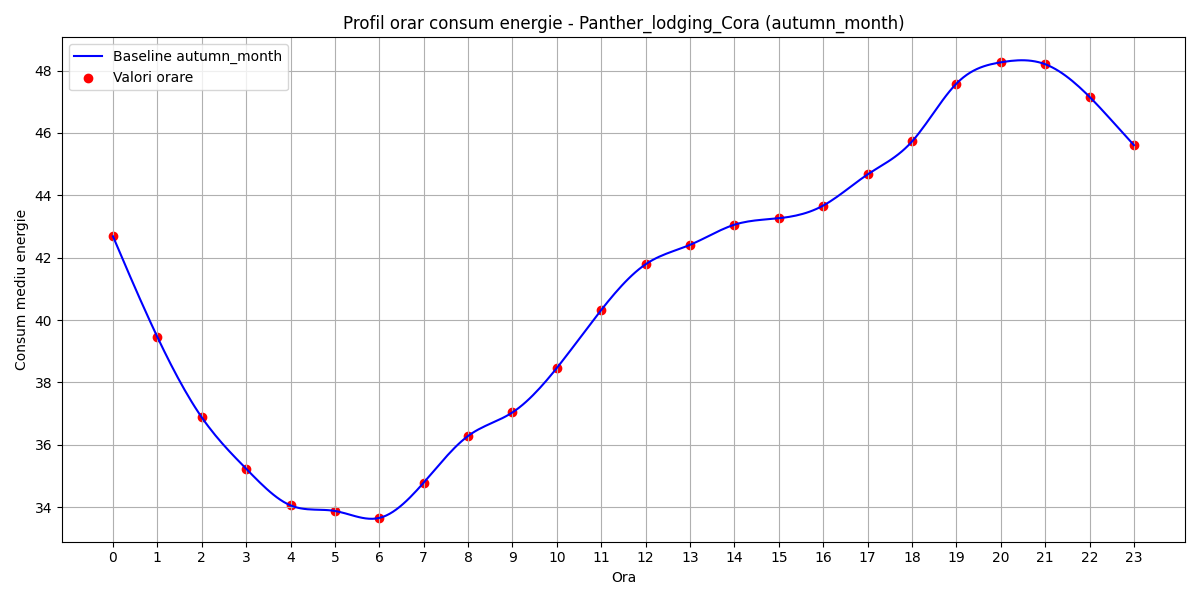 Profil orar consum energie - Panther_lodging_Cora (autumn_month)
Baseline autumn_month
Valori orare
Consum mediu energie
48
46
44
42
40
38
36
34
0 1 2 3 4 5 6 7 8 9 10 11 12 13 14 15 16 17 18 19 20 21 22 23
Ora